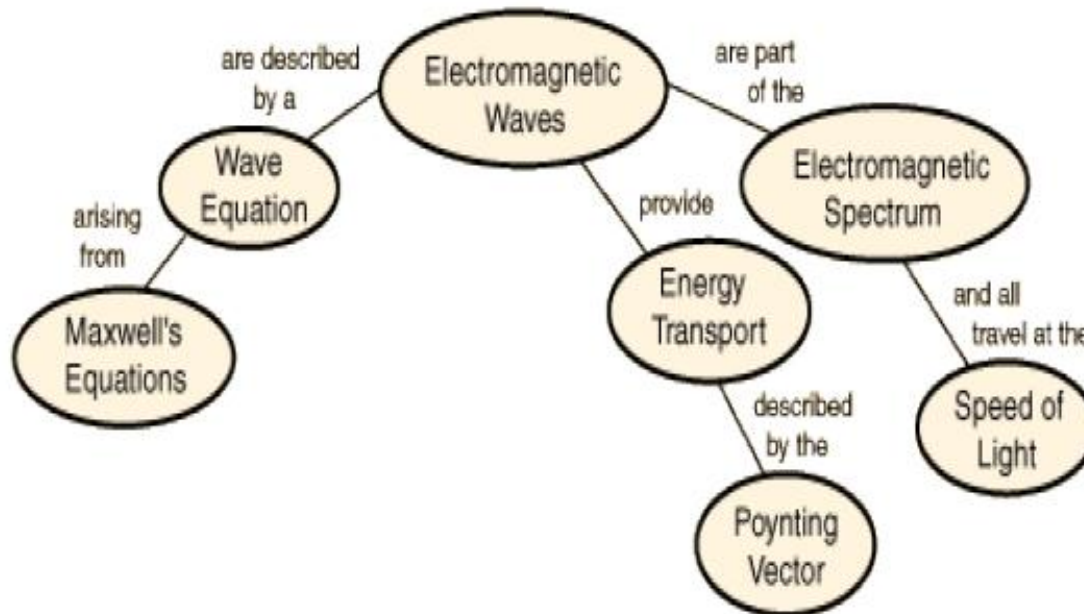 Electromagnetic
Waves
are described
by a
Wave
Equation
arising
from
Maxwell's
Equations
provide
Energy
Transport
described
by the
Poynting
Vector
are part
of the
Electromagnetic
Spectrum
and all
travel at the
Speed of
Light